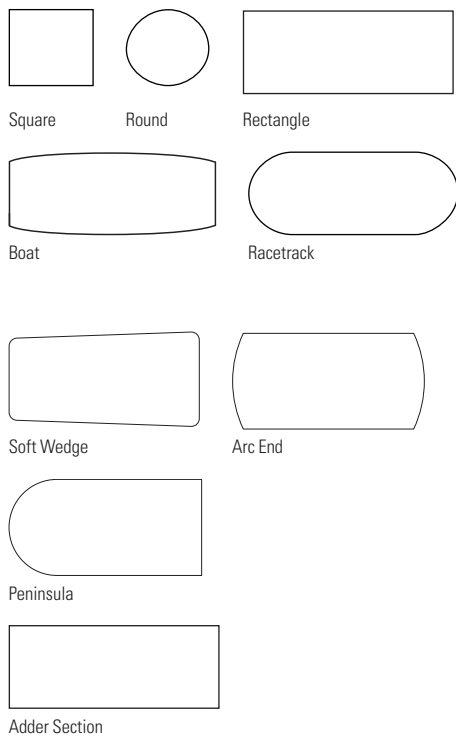 Square
Round
Rectangle
Boat
Racetrack
Soft Wedge
Arc End
Peninsula
Adder Section